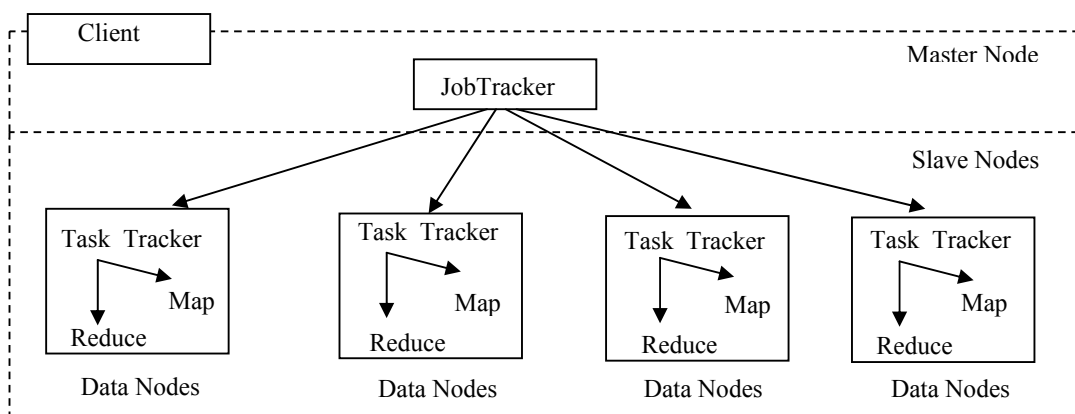 Client
Master Node
JobTracker
Slave Nodes
Task Tracker
Map
Reduce
Data Nodes
Task Tracker
Map
Reduce
Data Nodes
Task Tracker
Map
Reduce
Data Nodes
Task Tracker
Map
Reduce
Data Nodes